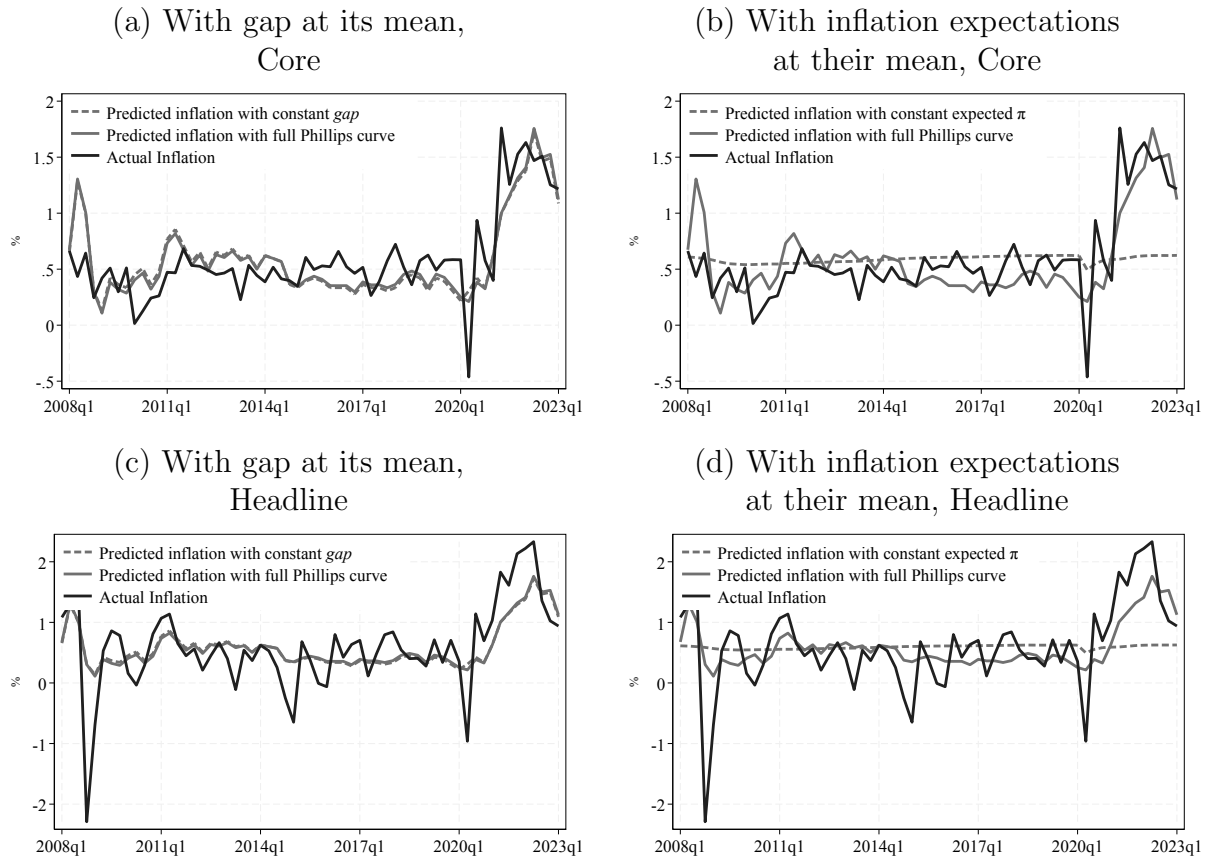 (a) With gap at its mean,
Core
2
1.5
1
.5
0
-.5
%
Predicted inflation with constant gap
Predicted inflation with full Phillips curve
Actual Inflation
2008q1 2011q1 2014q1 2017q1 2020q1 2023q1
(b) With inflation expectations
at their mean, Core
2
1.5
1
.5
0
-.5
%
Predicted inflation with constant expected π
Predicted inflation with full Phillips curve
Actual Inflation
2008q1 2011q1 2014q1 2017q1 2020q1 2023q1
(c) With gap at its mean,
Headline
2
1
0
-1
-2
%
Predicted inflation with constant gap
Predicted inflation with full Phillips curve
Actual Inflation
2008q1 2011q1 2014q1 2017q1 2020q1 2023q1
(d) With inflation expectations
at their mean, Headline
2
1
0
-1
-2
%
Predicted inflation with constant expected π
Predicted inflation with full Phillips curve
Actual Inflation
2008q1 2011q1 2014q1 2017q1 2020q1 2023q1